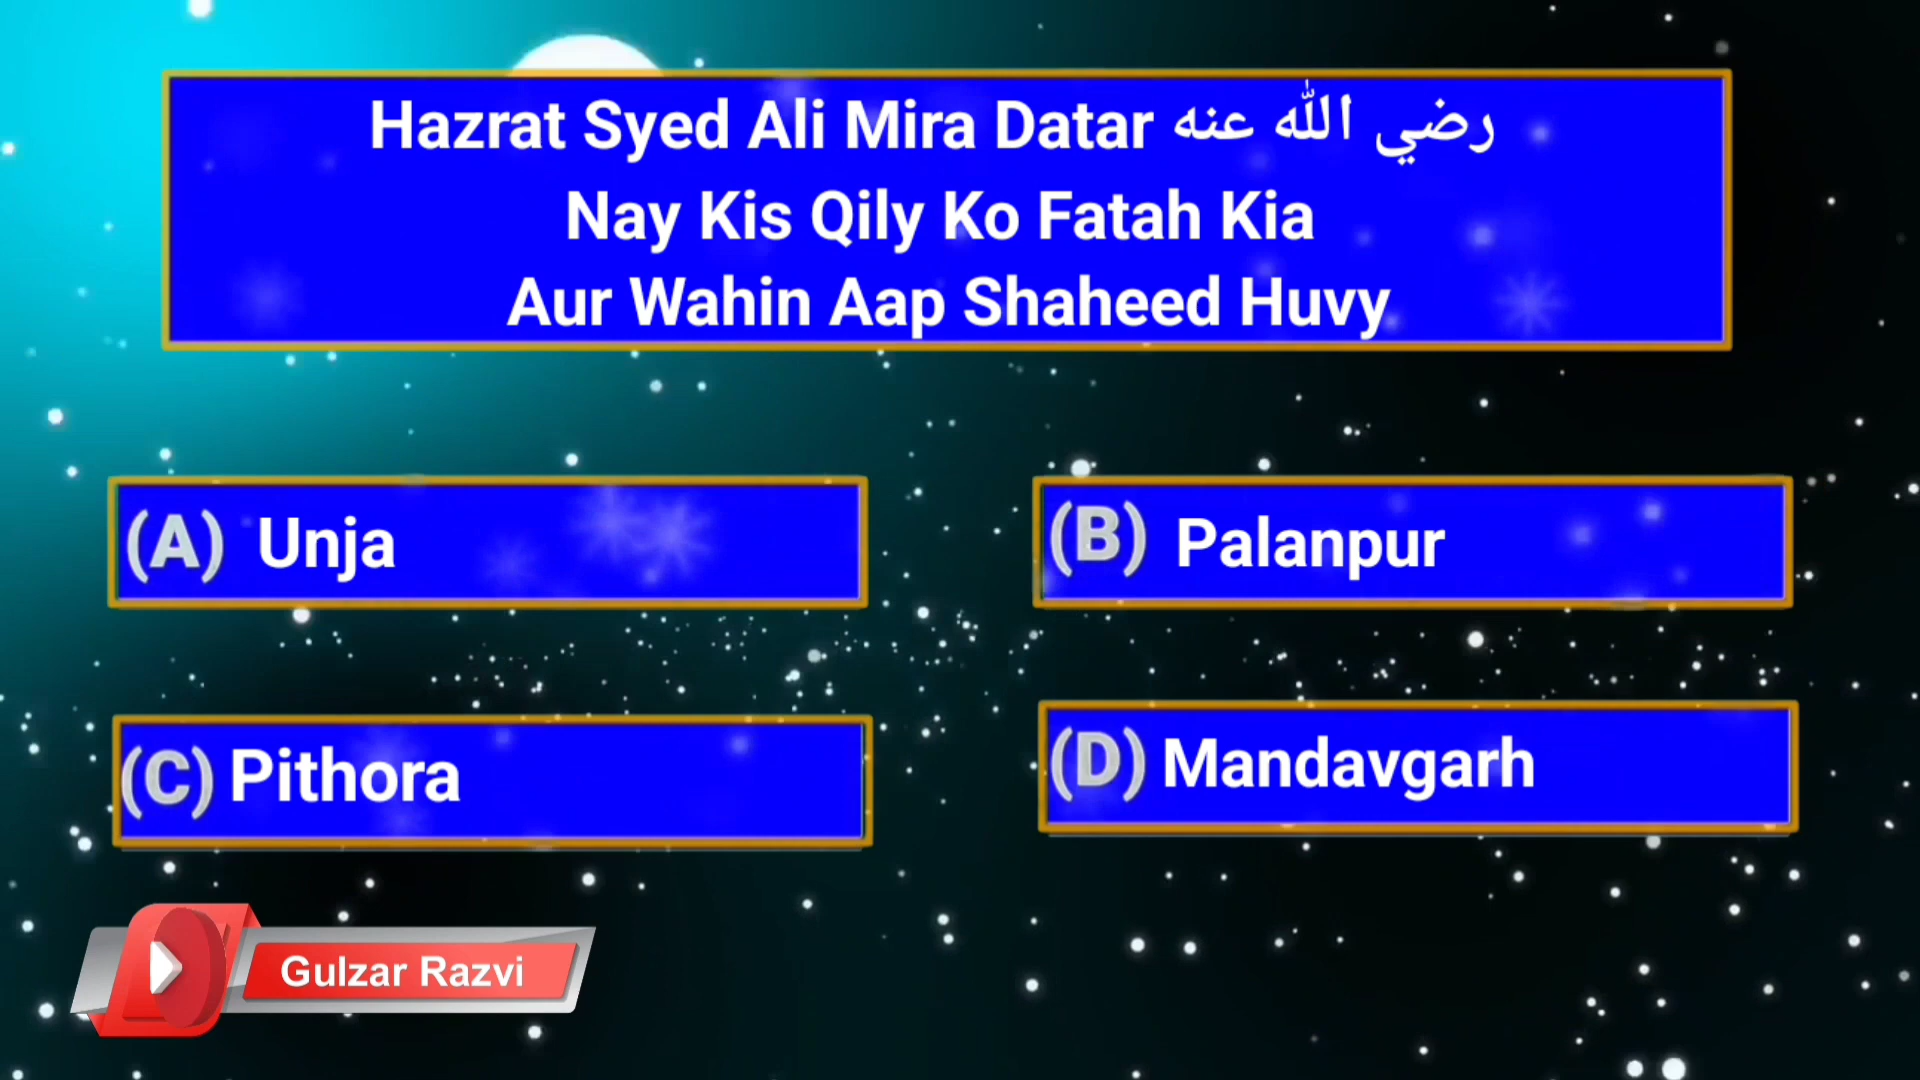 Hazrat Syed Ali Mira Datar رضي الله عنه
Nay Kis Qily Ko Fatah Kia
Aur Wahin Aap Shaheed Huvy
(A) Unja
(B) Palanpur
(C) Pithora
(D) Mandavgarh
Gulzar Razvi